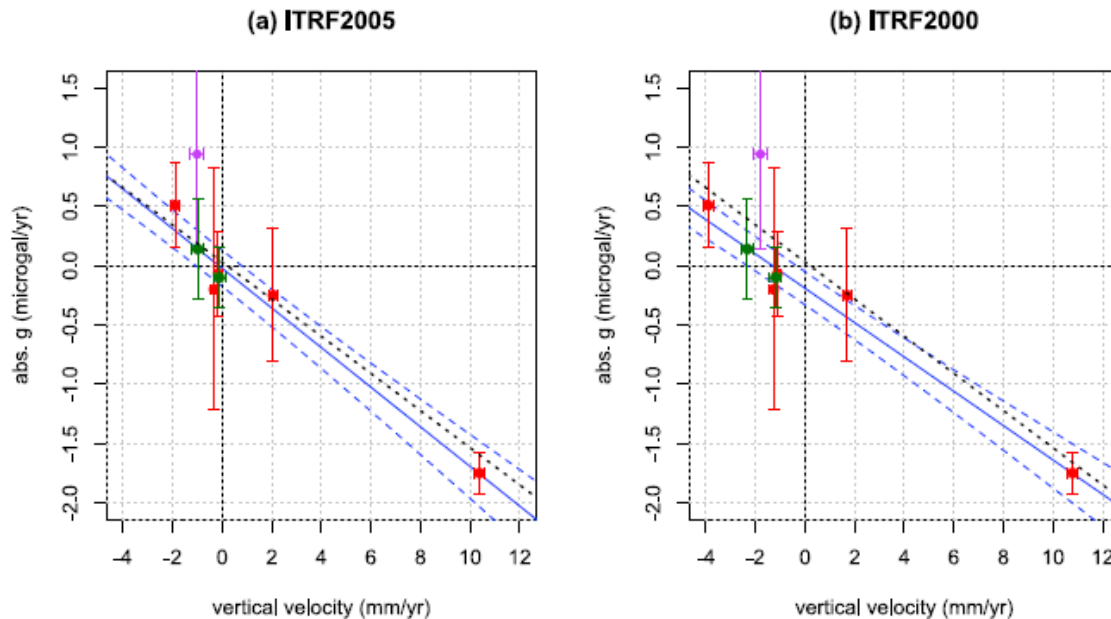 (a) ITRF2005
abs. g (microgal/yr)
1.5
1.0
0.5
0.0
-0.5
-1.0
-1.5
-2.0
-4 -2 0 2 4 6 8 10 12
vertical velocity (mm/yr)
(b) ITRF2000
abs. g (microgal/yr)
1.5
1.0
0.5
0.0
-0.5
-1.0
-1.5
-2.0
-4 -2 0 2 4 6 8 10 12
vertical velocity (mm/yr)